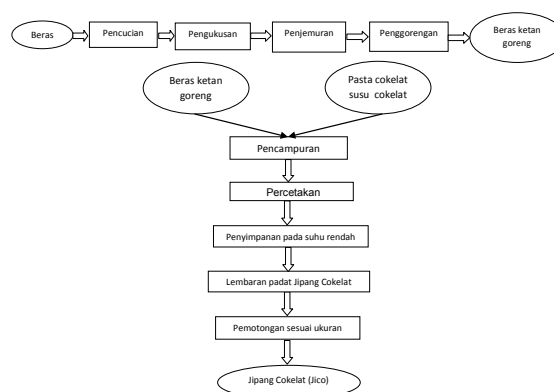 Beras
Pencucian
Pengukusan
Penjemuran
Penggorengan
Beras ketan
goreng
Beras ketan
goreng
Pasta cokelat
susu cokelat
Pencampuran
Percetakan
Penyimpanan pada suhu rendah
Lembaran padat Jipang Cokelat
Pemotongan sesuai ukuran
Jipang Cokelat (Jico)